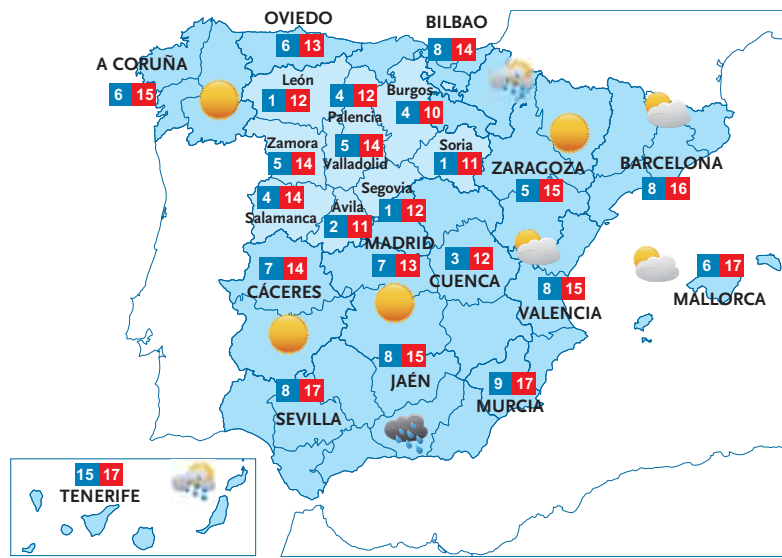 OVIEDO
6 13
BILBAO
8 14
A CORUÑA
6 15
León
1 12
4 12
Palencia
Burgos
4 10
Zamora
5 14
5 14
Valladolid
Soria
1 11
ZARAGOZA
5 15
BARCELONA
8 16
4 14
Salamanca
Ávila
2 11
Segovia
1 12
MADRID
7 13
3 12
CUENCA
7 14
CÁCERES
8 15
VALENCIA
6 17
MALLORCA
8 15
JAÉN
8 17
SEVILLA
9 17
MURCIA
15 17
TENERIFE